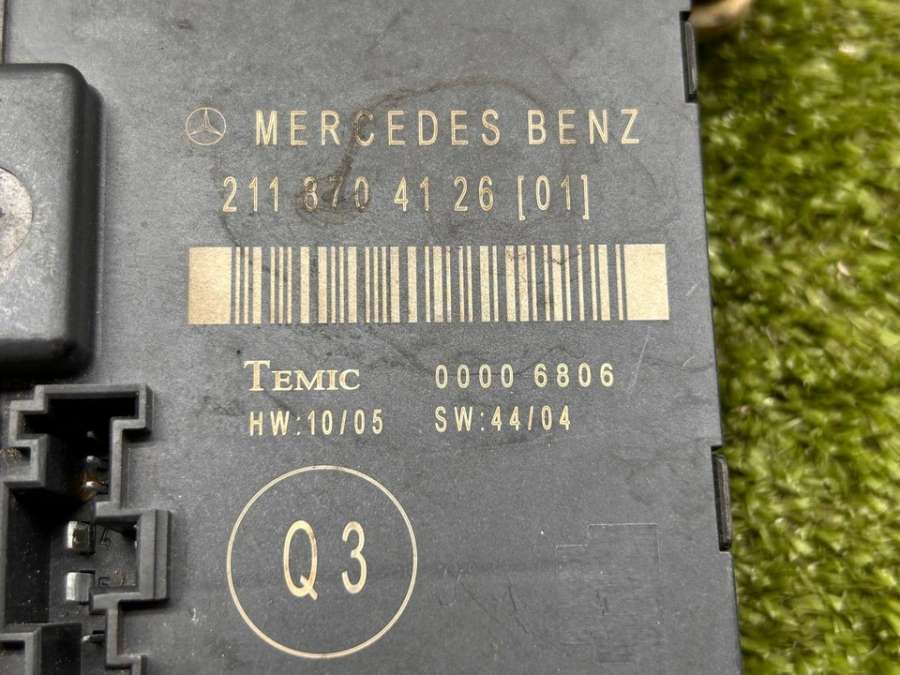 MERCEDES BENZ
211 870 41 26 [01]
TEMIC 0000 6806
HW:10/05 SW:44/04
Q3